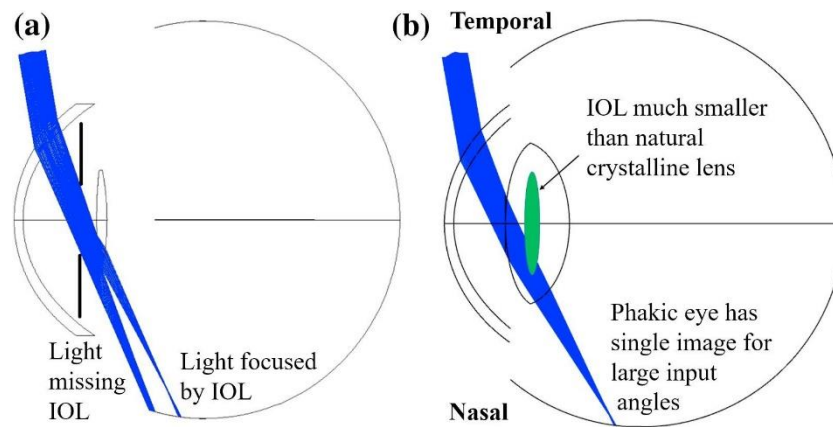 (a)
Light
missing
IOL
Light focused
by IOL
(b)
Temporal
IOL much smaller
than natural
crystalline lens
Phakic eye has
single image for
large input
angles
Nasal